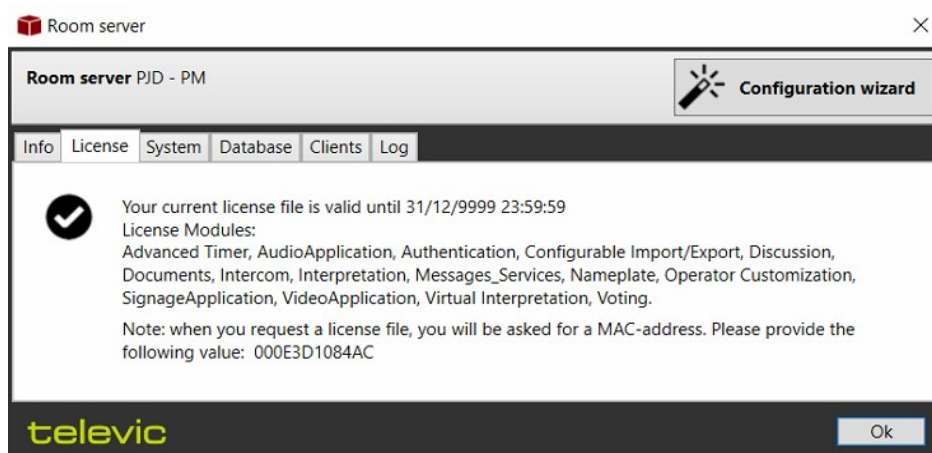 Room server
Room server PJD - PM
Configuration wizard
Info License System Database Clients Log
Your current license file is valid until 31/12/9999 23:59:59
License Modules:
Advanced Timer, AudioApplication, Authentication, Configurable Import/Export, Discussion,
Documents, Intercom, Interpretation, Messages_Services, Nameplate, Operator Customization,
SignageApplication, VideoApplication, Virtual Interpretation, Voting.
Note: when you request a license file, you will be asked for a MAC-address. Please provide the
following value: 000E3D1084AC
televic
Ok